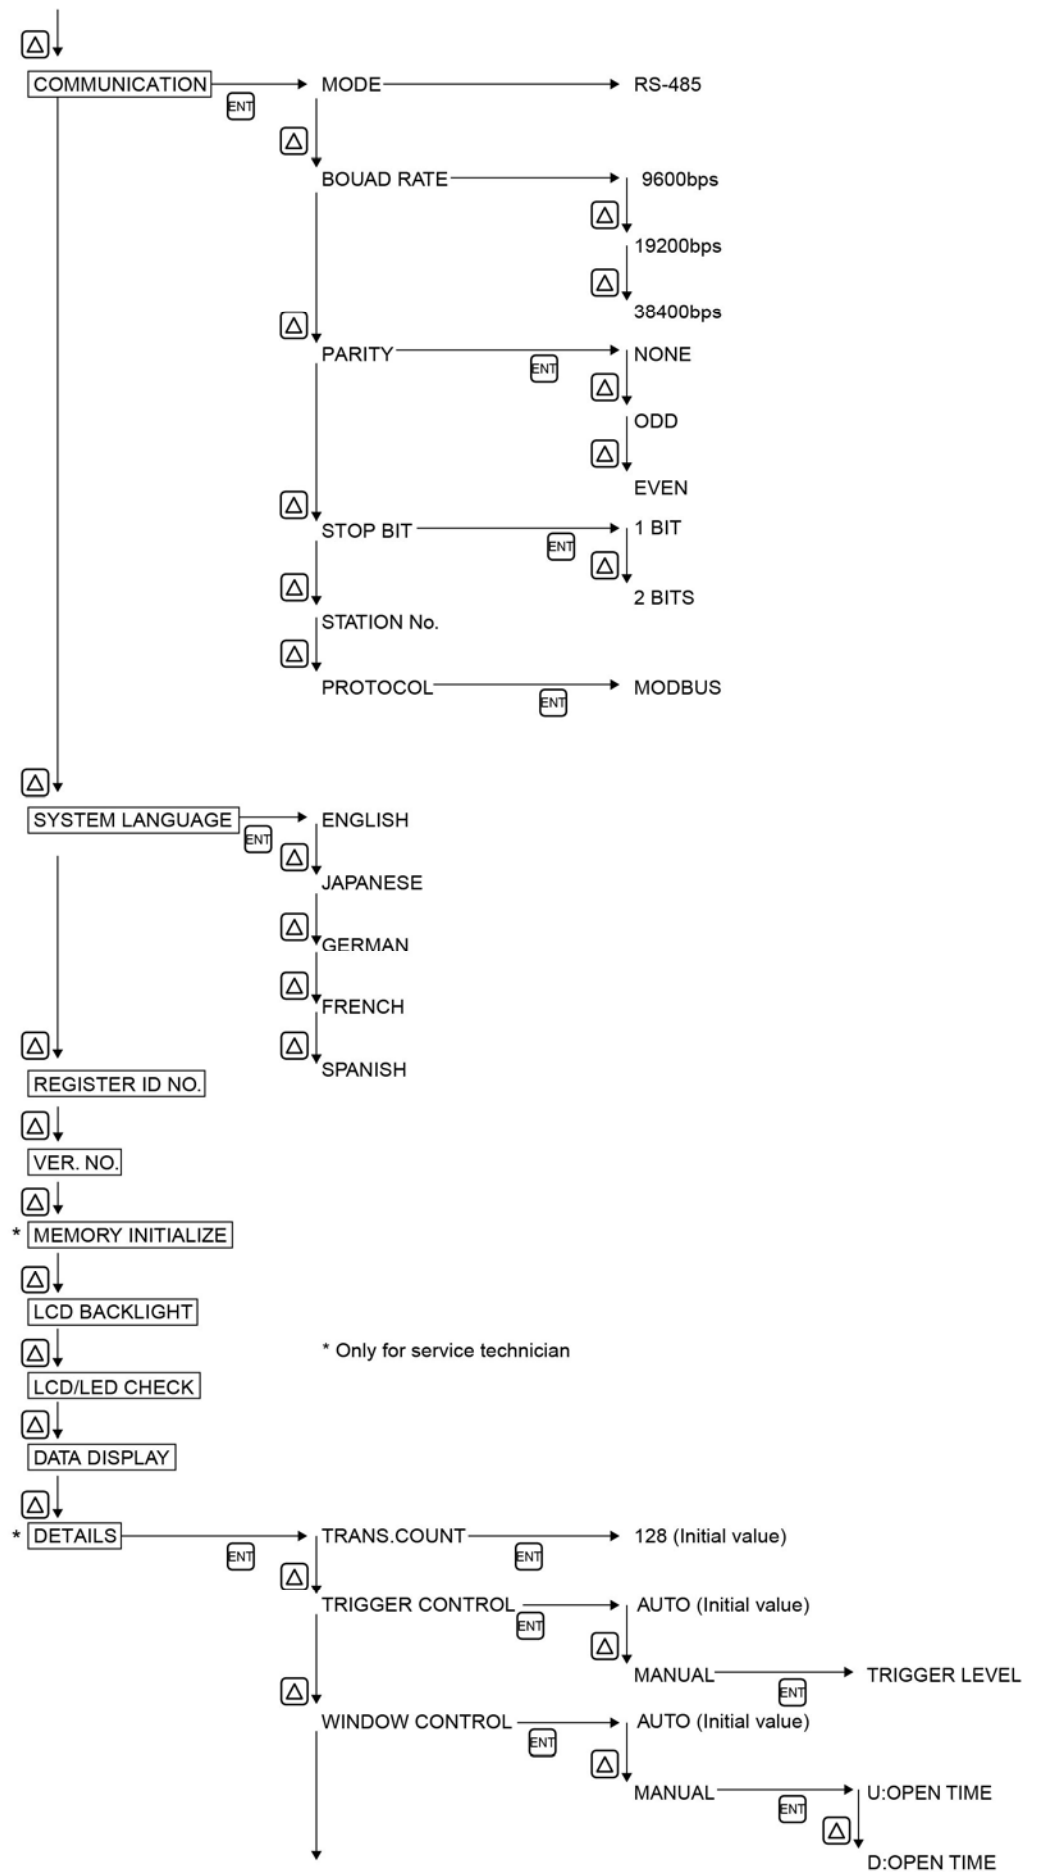 △
COMMUNICATION ENT MODE RS-485
△
BOUAD RATE 9600bps
△
19200bps
△
38400bps
△
PARITY ENT NONE
△
ODD
△
EVEN
△
STOP BIT ENT 1 BIT
△ △
2 BITS
STATION No.
△
PROTOCOL ENT MODBUS
△
SYSTEM LANGUAGE ENT ENGLISH
△
JAPANESE
△
GERMAN
△
FRENCH
△ △
SPANISH
REGISTER ID NO.
△
VER. NO.
△
* MEMORY INITIALIZE
△
LCD BACKLIGHT
* Only for service technician
△
LCD/LED CHECK
△
DATA DISPLAY
△
* DETAILS ENT TRANS.COUNT ENT 128 (Initial value)
△
TRIGGER CONTROL ENT AUTO (Initial value)
△
MANUAL ENT TRIGGER LEVEL
△
WINDOW CONTROL ENT AUTO (Initial value)
△
MANUAL ENT U:OPEN TIME
△
D:OPEN TIME